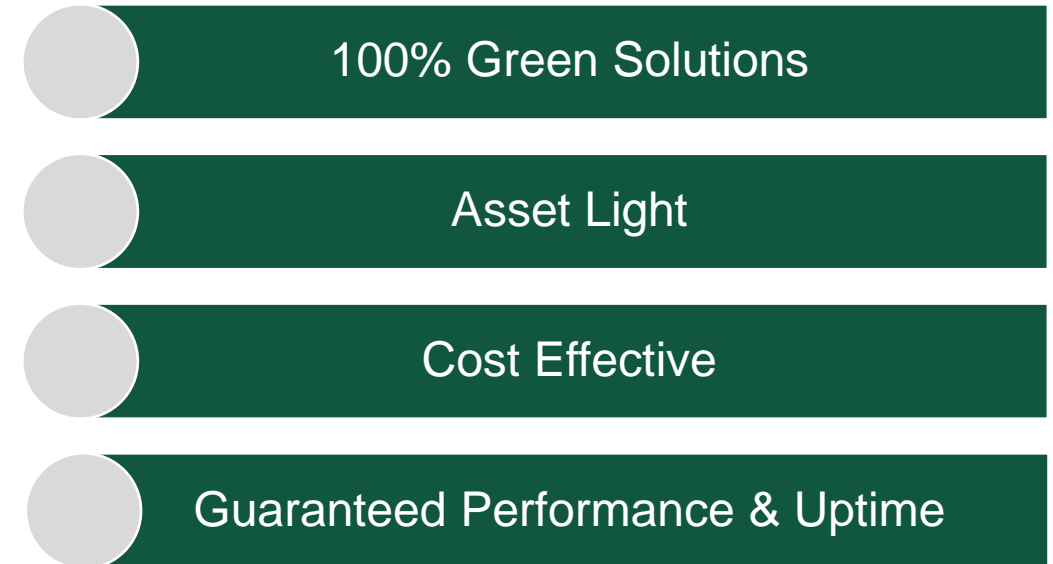 100% Green Solutions
Asset Light
Cost Effective
Guaranteed Performance & Uptime